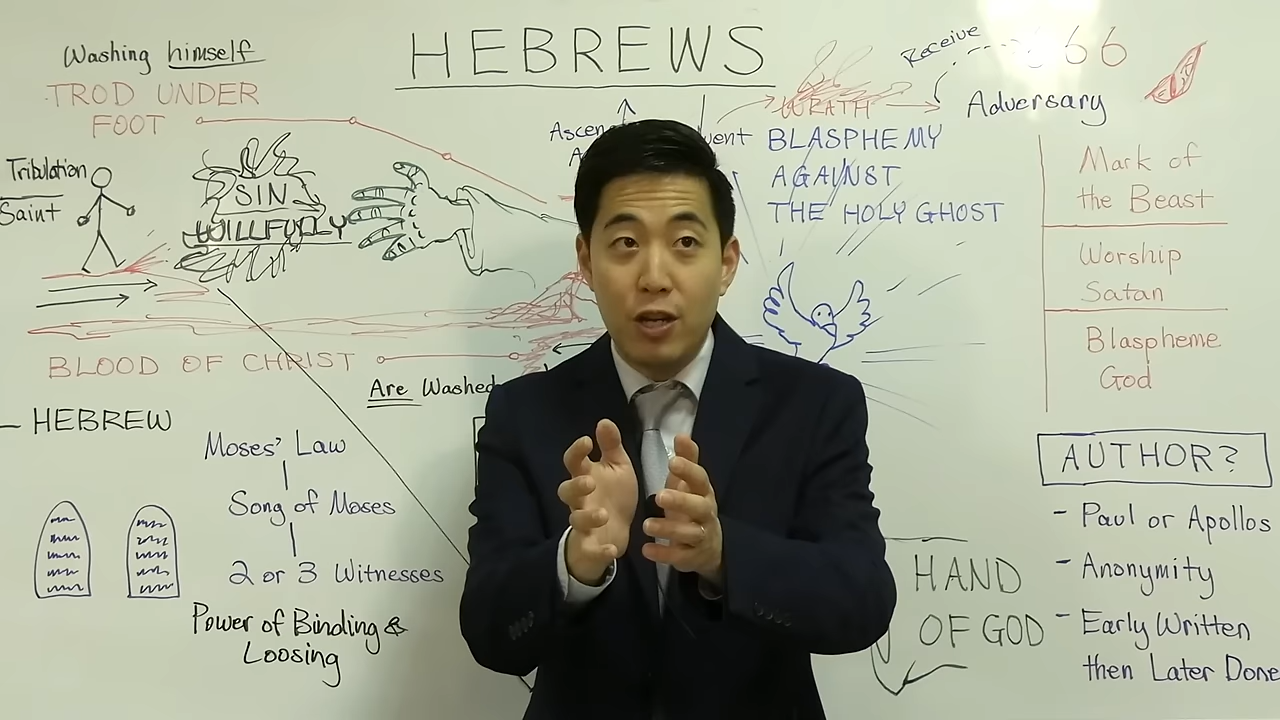 HEBREWS
Washing himself
TROD UNDER
FOOT
Tribulation
Saint
SIN
WILLFULLY
BLOOD OF CHRIST
Are Washed
HEBREW
Moses' Law
Song of Moses
2 or 3 Witnesses
Power of Binding &
Loosing
WRATH
Receive
66
Adversary
BLASPHEMY
AGAINST
THE HOLY GHOST
Mark of
the Beast
Worship
Satan
Blaspheme
God
AUTHOR?
- Paul or Apollos
- Anonymity
- Early Written
then Later Done
HAND
OF GOD